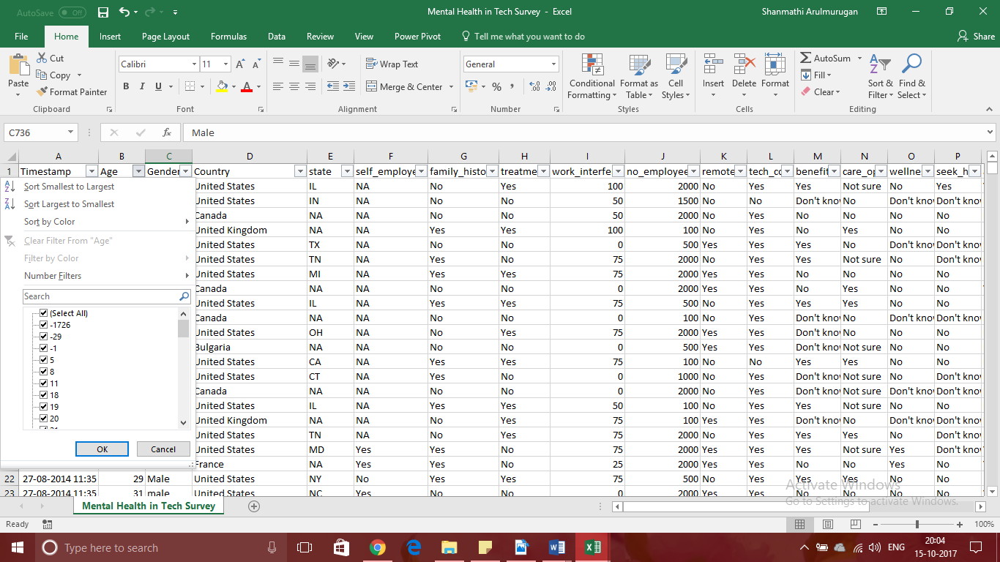 AutoSave Off Mental Health in Tech Survey - Excel Shanmathi Arulmurugan
File Home Insert Page Layout Formulas Data Review View Power Pivot Tell me what you want to do Share
Paste
Cut
Copy
Format Painter
Clipboard
Calibri 11
B I U
Font
Wrap Text
Merge & Center
Alignment
General
%
Number
Conditional Formatting
Format as Table
Cell Styles
Styles
Insert Delete Format
Cells
AutoSum
Fill
Clear
Sort & Filter
Find & Select
Editing
C736 fx Male
A B C D E F G H I J K L M N O P
1 Timestamp Age Gender Country state self_employe family_histo treatme work_interfe no_employee remote tech_co benefit care_op wellne seek_h
Sort Smallest to Largest
Sort Largest to Smallest
Sort by Color
Clear Filter From "Age"
Filter by Color
Number Filters
Search
(Select All)
-1726
-29
-1
5
8
11
18
19
20
OK Cancel
United States IL NA No Yes 100 2000 No Yes Yes Not sure No Yes
United States IN NA No No 50 1500 No No Don't know No Don't know Don't know
Canada NA NA No No 50 2000 No Yes No No No No
United Kingdom NA NA Yes Yes 100 100 No Yes No Yes No No
United States TX NA No No 0 500 Yes Yes Yes No Don't know Don't know
United States TN NA Yes No 75 2000 No Yes Yes Not sure No Don't know
United States MI NA Yes Yes 75 2000 Yes Yes No No No No
Canada NA NA No No 0 2000 Yes Yes No Yes No No
United States IL NA Yes Yes 75 500 No Yes Yes Yes No No
Canada NA NA No No 0 100 No Yes Don't know No Don't know Don't know
United States OH NA No Yes 75 2000 Yes Yes Don't know No No No
Bulgaria NA NA No No 0 500 Yes Yes Don't know Not sure No No
United States CA NA Yes Yes 75 100 No No Yes Yes No No
United States CT NA No No 0 1000 No Yes Don't know Not sure No Don't know
Canada NA NA No No 0 2000 No Yes Don't know No Don't know Don't know
United States IL NA Yes Yes 50 100 No Yes Yes Not sure No No
United Kingdom NA NA No Yes 75 100 Yes Yes Don't know No Don't know Don't know
United States TN NA No Yes 75 2000 No Yes Yes Yes No Don't know
United States MD Yes Yes No 75 2000 Yes Yes Yes Not sure Yes Don't know
France NA Yes Yes No 25 2000 Yes Yes No No Yes No
22 27-08-2014 11:35 29 Male United States NY No Yes Yes 75 500 No Yes Yes Yes No No
23 27-08-2014 11:35 31 male United States NC Yes No No 0 2000 Yes Yes No No No No
Activate Windows
Go to Settings to activate Windows.
Mental Health in Tech Survey
Ready 100%
Type here to search ENG 20:04
15-10-2017